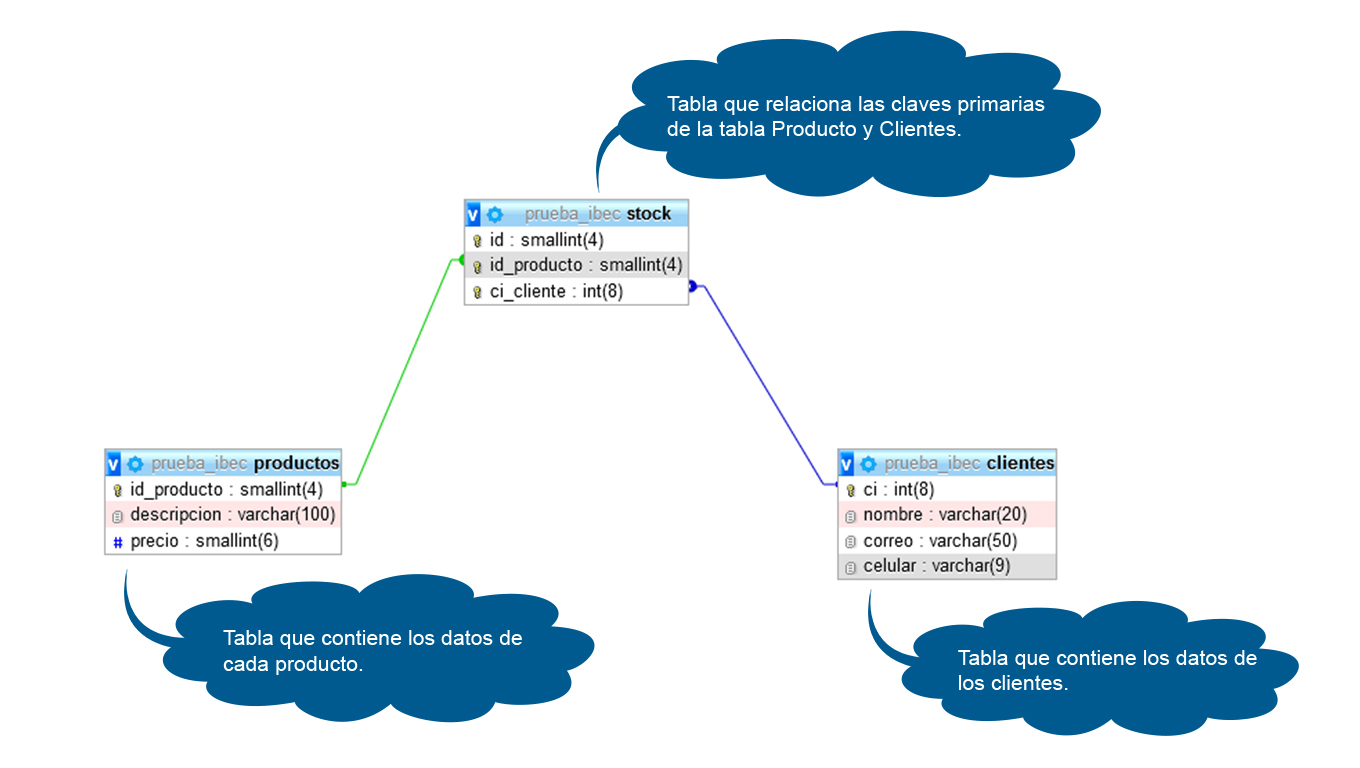 Tabla que relaciona las claves primarias
de la tabla Producto y Clientes.
v prueba_ibec stock
id : smallint(4)
id_producto : smallint(4)
ci_cliente : int(8)
v prueba_ibec productos
id_producto : smallint(4)
descripcion : varchar(100)
# precio : smallint(6)
v prueba_ibec clientes
ci : int(8)
nombre : varchar(20)
correo : varchar(50)
celular : varchar(9)
Tabla que contiene los datos de
cada producto.
Tabla que contiene los datos de
los clientes.